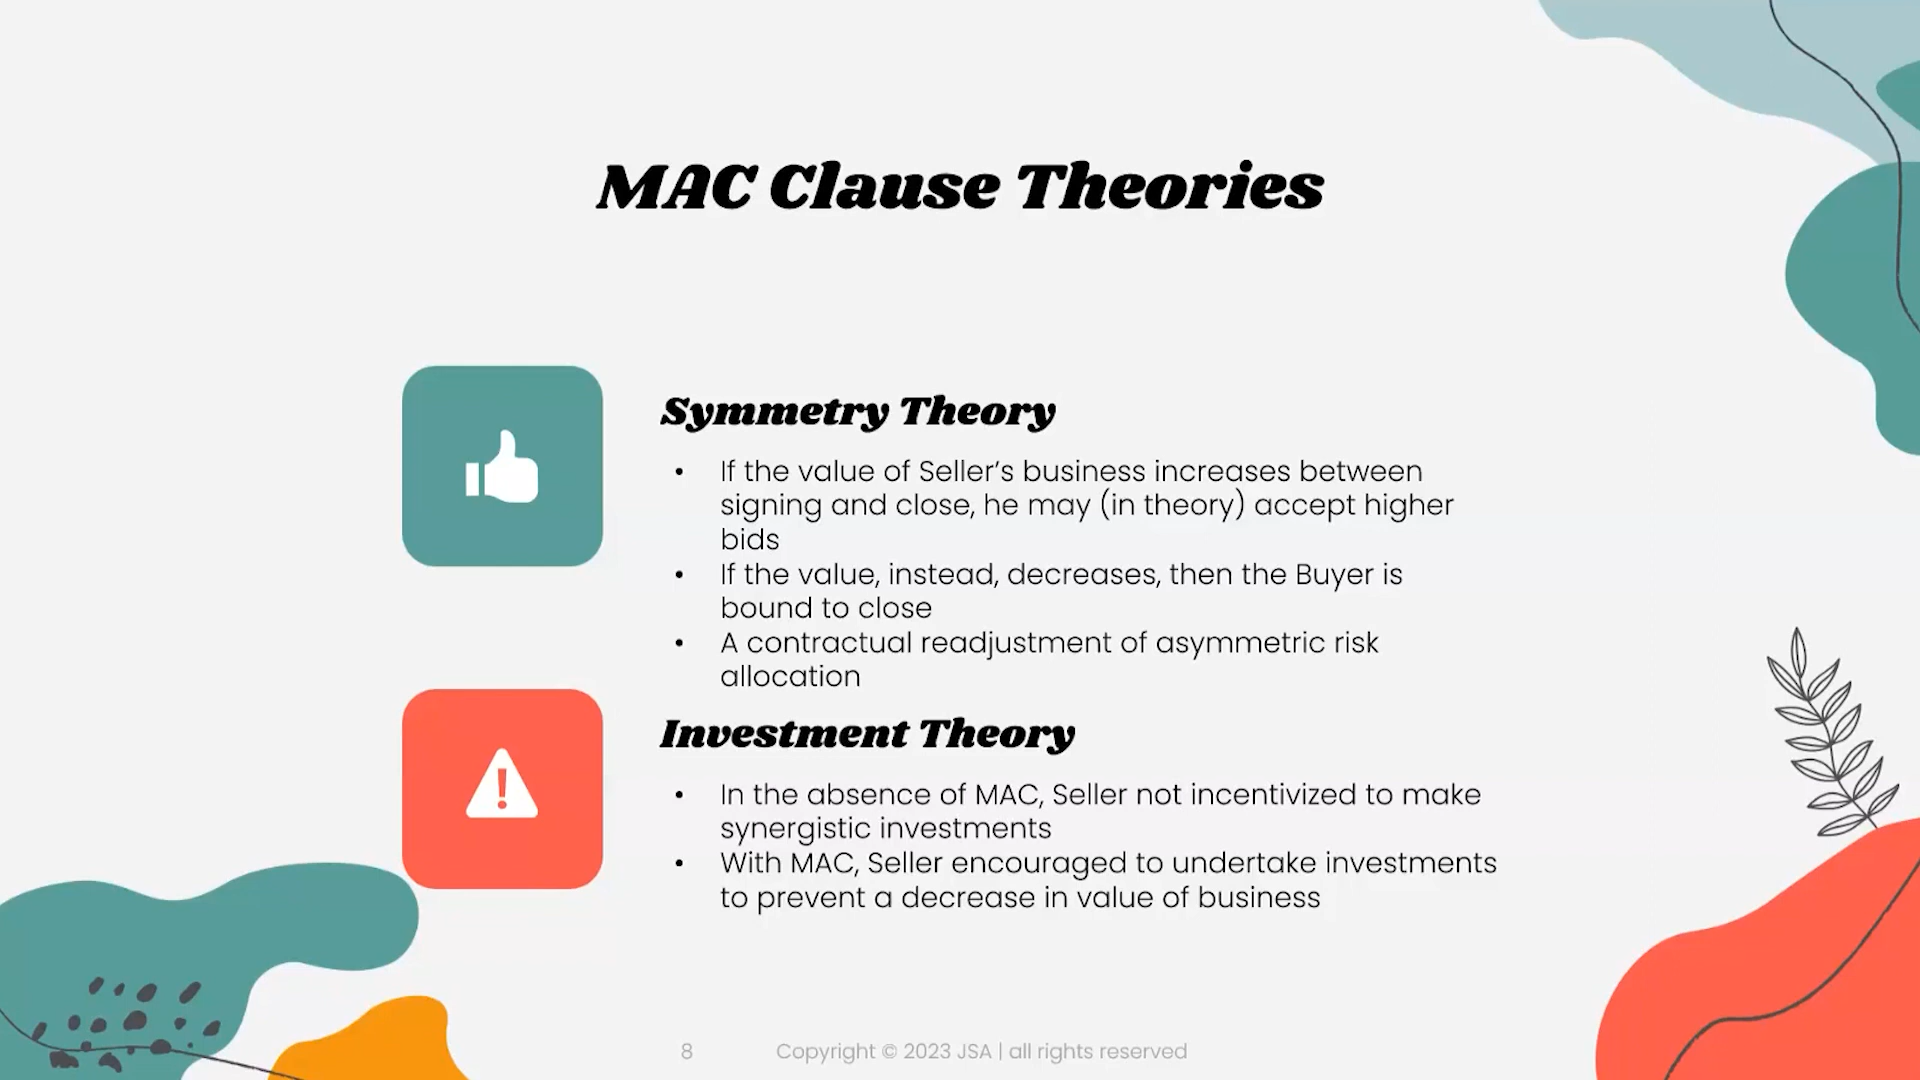 MAC Clause Theories
Symmetry Theory
• If the value of Seller’s business increases between
signing and close, he may (in theory) accept higher
bids
• If the value, instead, decreases, then the Buyer is
bound to close
• A contractual readjustment of asymmetric risk
allocation
Investment Theory
• In the absence of MAC, Seller not incentivized to make
synergistic investments
• With MAC, Seller encouraged to undertake investments
to prevent a decrease in value of business
8 Copyright © 2023 JSA | all rights reserved